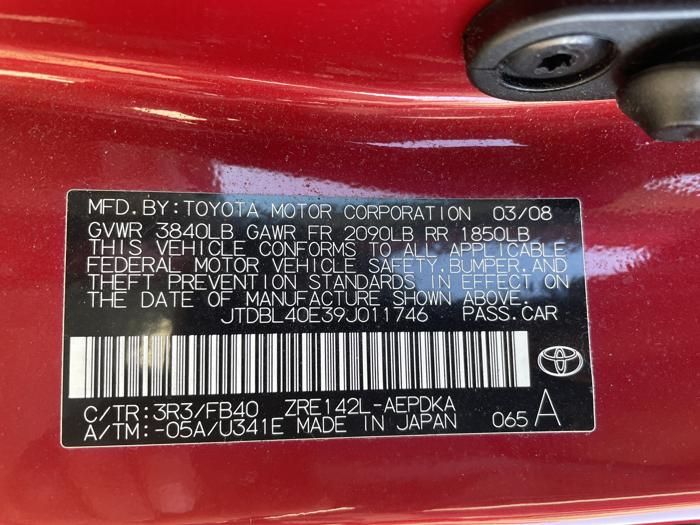 MFD.BY:TOYOTA MOTOR CORPORATION 03/08
GVWR 3840LB GAWR FR 2090LB RR 1850LB
THIS VEHICLE CONFORMS TO ALL APPLICABLE
FEDERAL MOTOR VEHICLE SAFETY,BUMPER,AND
THEFT PREVENTION STANDARDS IN EFFECT ON
THE DATE OF MANUFACTURE SHOWN ABOVE.
JTDBL40E39J011746 PASS.CAR
C/TR:3R3/FB40 ZRE142L-AEPDKA
A/TM:-05A/U341E MADE IN JAPAN 065 A